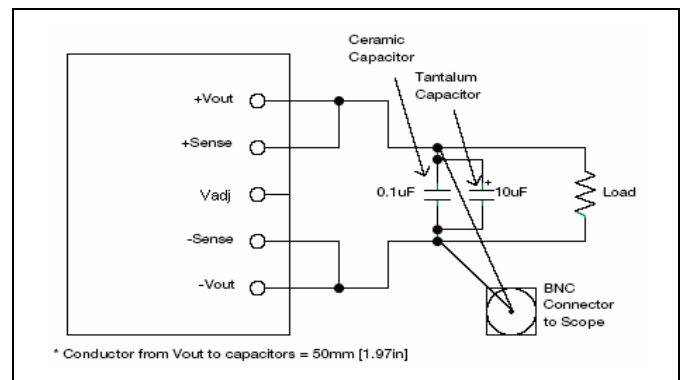 Ceramic
Capacitor
Tantalum
Capacitor
+Vout
+Sense
Vadj
-Sense
-Vout
0.1uF
+
10uF
Load
BNC
Connector
to Scope
* Conductor from Vout to capacitors = 50mm [1.97in]